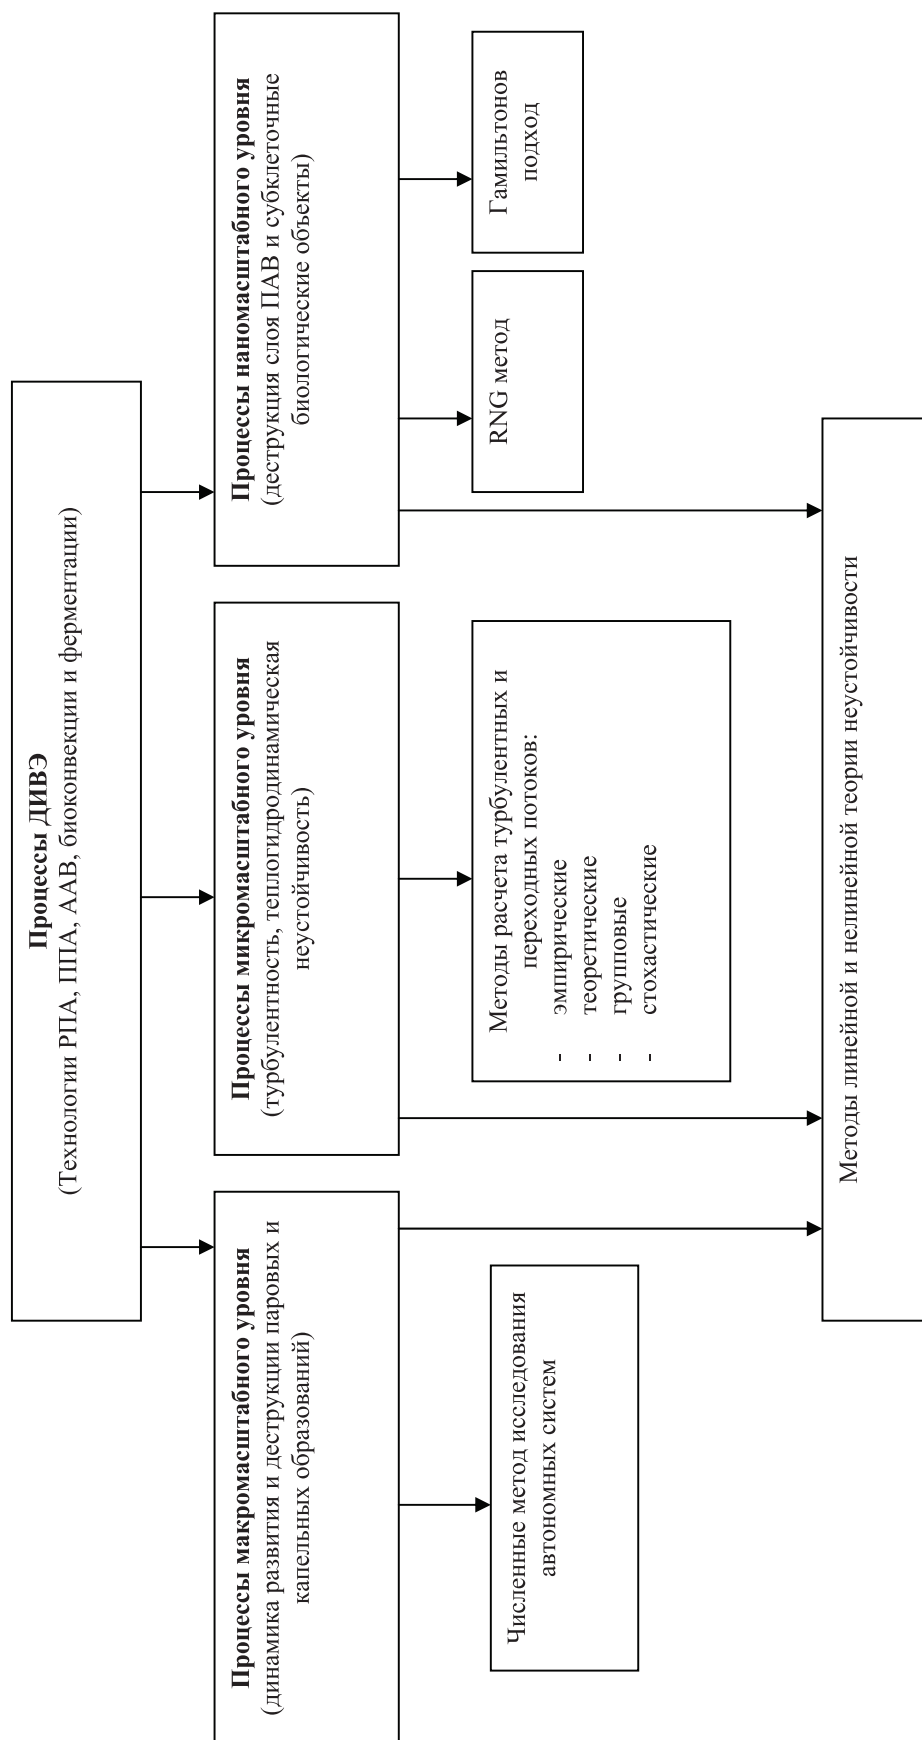 Процессы ДИВЭ
(Технологии РПА, ППА, ААВ, биоконвекции и ферментации)
Процессы макромасштабного уровня
(динамика развития и деструкции паровых и
капельных образований)
Процессы микромасштабного уровня
(турбулентность, теплогидродинамическая
неустойчивость)
Процессы наномасштабного уровня
(деструкция слоя ПАВ и субклеточные
биологические объекты)
Численные метод исследования
автономных систем
Методы расчета турбулентных и
переходных потоков:
- эмпирические
- теоретические
- групповые
- стохастические
RNG метод
Гамильтонов
подход
Методы линейной и нелинейной теории неустойчивости